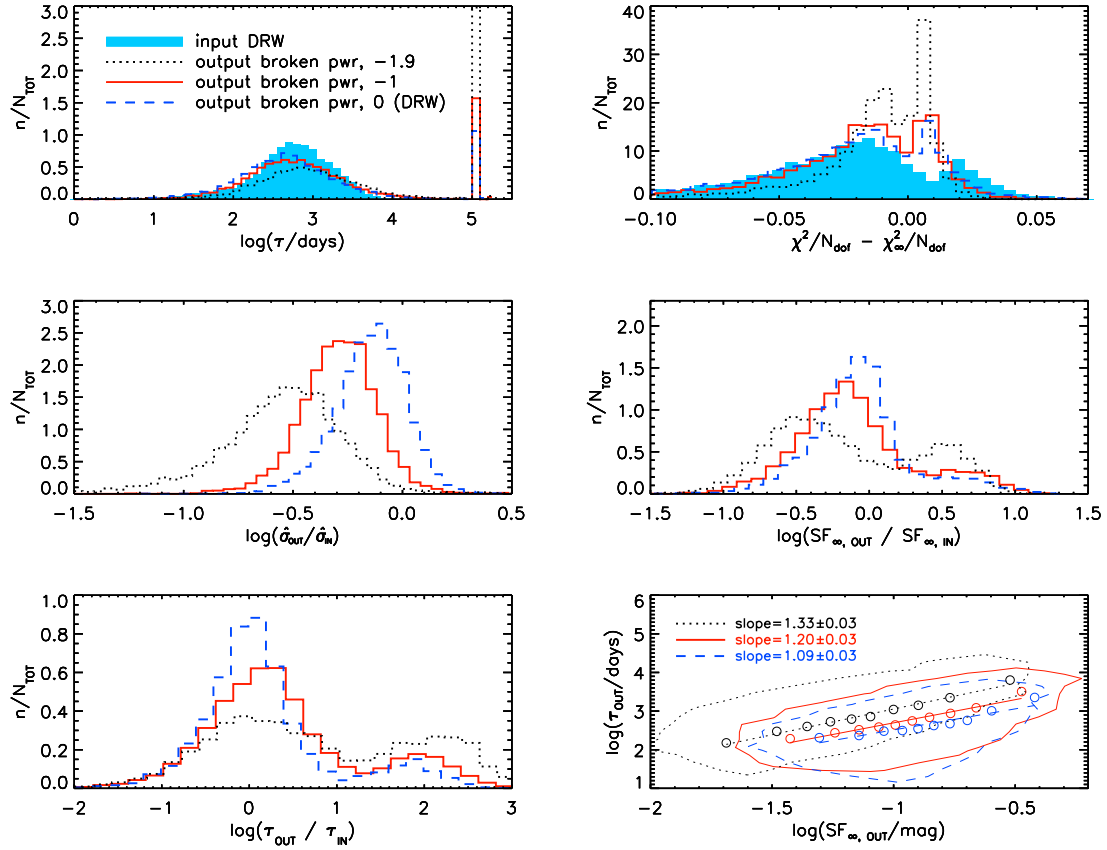 3.0
2.5
2.0
1.5
1.0
0.5
0.0
n/N_TOT
input DRW
output broken pwr, −1.9
output broken pwr, −1
output broken pwr, 0 (DRW)
0 1 2 3 4 5
log(τ/days)
40
30
20
10
0
n/N_TOT
−0.10 −0.05 0.00 0.05
χ²/N_dof − χ²_∞/N_dof
3.0
2.5
2.0
1.5
1.0
0.5
0.0
n/N_TOT
−1.5 −1.0 −0.5 0.0 0.5
log(σ̂_OUT/σ̂_IN)
2.0
1.5
1.0
0.5
0.0
n/N_TOT
−1.5 −1.0 −0.5 0.0 0.5 1.0 1.5
log(SF_∞, OUT / SF_∞, IN)
1.0
0.8
0.6
0.4
0.2
0.0
n/N_TOT
−2 −1 0 1 2 3
log(τ_OUT / τ_IN)
6
5
4
3
2
1
log(τ_OUT/days)
slope=1.33±0.03
slope=1.20±0.03
slope=1.09±0.03
−2 −1.5 −1 −0.5
log(SF_∞, OUT/mag)